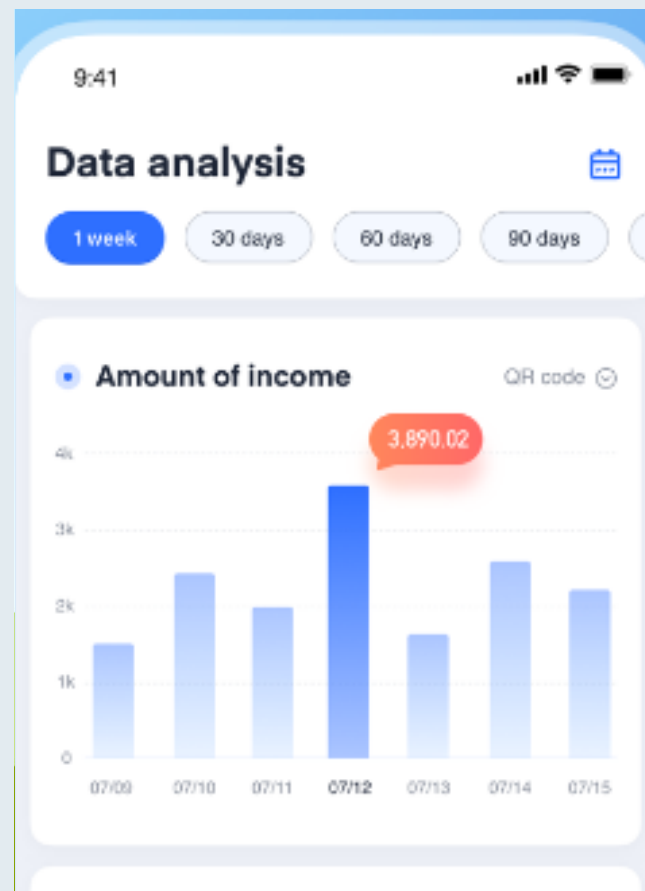 9:41
Data analysis
1 week 30 days 60 days 90 days
Amount of income QR code
3,890.02
4k
3k
2k
1k
0
07/09 07/10 07/11 07/12 07/13 07/14 07/15